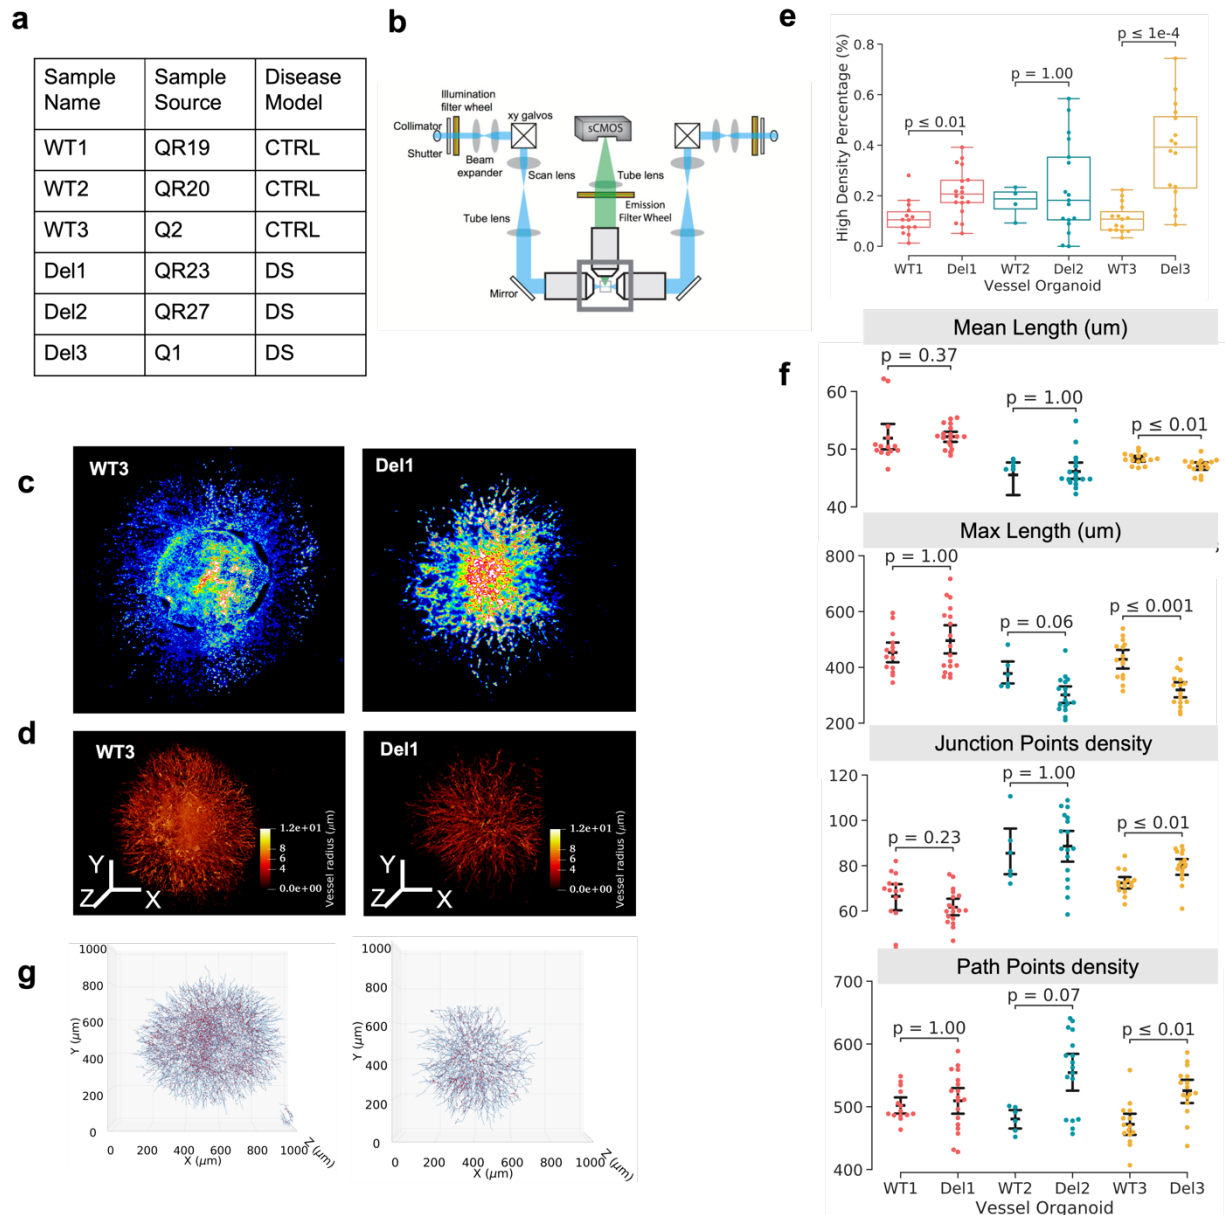 a
Sample Name Sample Source Disease Model
WT1 QR19 CTRL
WT2 QR20 CTRL
WT3 Q2 CTRL
Del1 QR23 DS
Del2 QR27 DS
Del3 Q1 DS
b
Illumination
filter wheel
xy galvos
Collimator
Shutter
Beam
expander
Scan lens
Tube lens
Mirror
sCMOS
Tube lens
Emission
Filter Wheel
c
WT3
Del1
d
WT3
Y
Z
X
1.2e+01
8
6
4
0.0e+00
Vessel radius (μm)
Del1
Y
Z
X
1.2e+01
8
6
4
0.0e+00
Vessel radius (μm)
e
High Density Percentage (%)
0.8
0.6
0.4
0.2
0.0
p ≤ 0.01
p = 1.00
p ≤ 1e-4
WT1 Del1 WT2 Del2 WT3 Del3
Vessel Organoid
f
Mean Length (um)
60
50
40
p = 0.37
p = 1.00
p ≤ 0.01
Max Length (um)
800
600
400
200
p = 1.00
p = 0.06
p ≤ 0.001
Junction Points density
120
100
80
60
p = 0.23
p = 1.00
p ≤ 0.01
Path Points density
700
600
500
400
p = 1.00
p = 0.07
p ≤ 0.01
WT1 Del1 WT2 Del2 WT3 Del3
Vessel Organoid
g
1000
800
600
400
200
0
Y (μm)
0 200 400 600 800 1000
X (μm)
Z (μm)
1000
800
600
400
200
0
Y (μm)
0 200 400 600 800 1000
X (μm)
Z (μm)